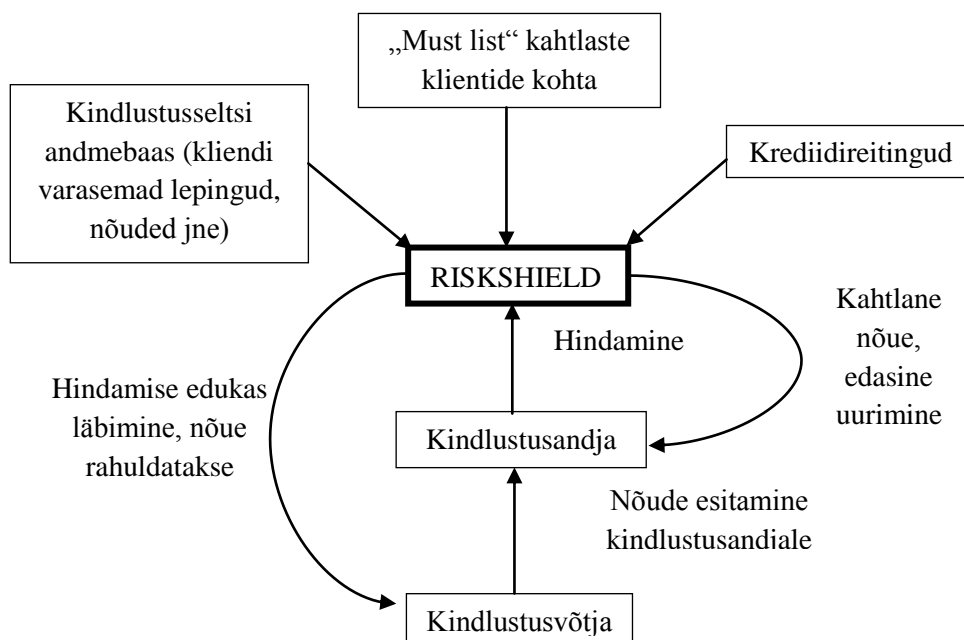 „Must list“ kahtlaste
klientide kohta
Kindlustusseltsi
andmebaas (kliendi
varasemad lepingud,
nõuded jne)
Krediidireitingud
RISKSHIELD
Hindamine
Kahtlane
nõue,
edasine
uurimine
Hindamise edukas
läbimine, nõue
rahuldatakse
Kindlustusandja
Nõude esitamine
kindlustusandjale
Kindlustusvõtja